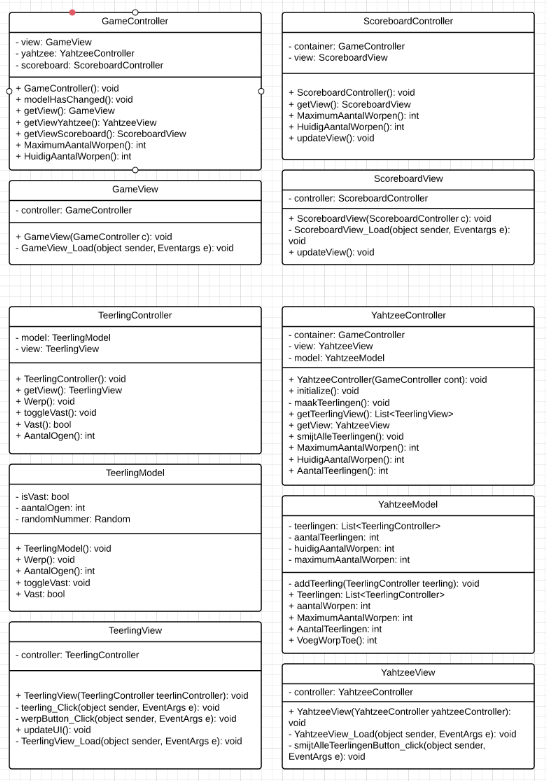 GameController
- view: GameView
- yahtzee: YahtzeeController
- scoreboard: ScoreboardController
+ GameController(): void
+ modelHasChanged(): void
+ getView(): GameView
+ getViewYahtzee(): YahtzeeView
+ getViewScoreboard(): ScoreboardView
+ MaximumAantalWorpen(): int
+ HuidigAantalWorpen(): int
ScoreboardController
- container: GameController
- view: ScoreboardView
+ ScoreboardController(): void
+ getView(): ScoreboardView
+ MaximumAantalWorpen(): int
+ HuidigAantalWorpen(): int
+ updateView(): void
GameView
- controller: GameController
+ GameView(GameController c): void
- GameView_Load(object sender, Eventargs e): void
ScoreboardView
- controller: ScoreboardController
+ ScoreboardView(ScoreboardController c): void
- ScoreboardView_Load(object sender, Eventargs e):
void
+ updateView(): void
TeerlingController
- model: TeerlingModel
- view: TeerlingView
+ TeerlingController(): void
+ getView(): TeerlingView
+ Werp(): void
+ toggleVast(): void
+ Vast(): bool
+ AantalOgen(): int
YahtzeeController
- container: GameController
- view: YahtzeeView
- model: YahtzeeModel
+ YahtzeeController(GameController cont): void
+ initialize(): void
- maakTeerlingen(): void
+ getTeerlingView(): List<TeerlingView>
+ getView: YahtzeeView
+ smijtAlleTeerlingen(): void
+ MaximumAantalWorpen(): int
+ HuidigAantalWorpen(): int
+ AantalTeerlingen(): int
TeerlingModel
- isVast: bool
- aantalOgen: int
- randomNummer: Random
+ TeerlingModel(): void
+ Werp(): void
+ AantalOgen(): int
+ toggleVast: void
+ Vast: bool
YahtzeeModel
- teerlingen: List<TeerlingController>
- aantalTeerlingen: int
- huidigAantalWorpen: int
- maximumAantalWorpen: int
- addTeerling(TeerlingController teerling): void
+ Teerlingen: List<TeerlingController>
+ aantalWorpen: int
+ MaximumAantalWorpen: int
+ AantalTeerlingen: int
+ VoegWorpToe(): int
TeerlingView
- controller: TeerlingController
+ TeerlingView(TeerlingController teerlinController): void
- teerling_Click(object sender, EventArgs e): void
- werpButton_Click(object sender, EventArgs e): void
+ updateUI(): void
- TeerlingView_Load(object sender, EventArgs e): void
YahtzeeView
- controller: YahtzeeController
+ YahtzeeView(YahtzeeController yahtzeeController):
void
- YahtzeeView_Load(object sender, EventArgs e): void
- smijtAlleTeerlingenButton_click(object sender,
EventArgs e): void